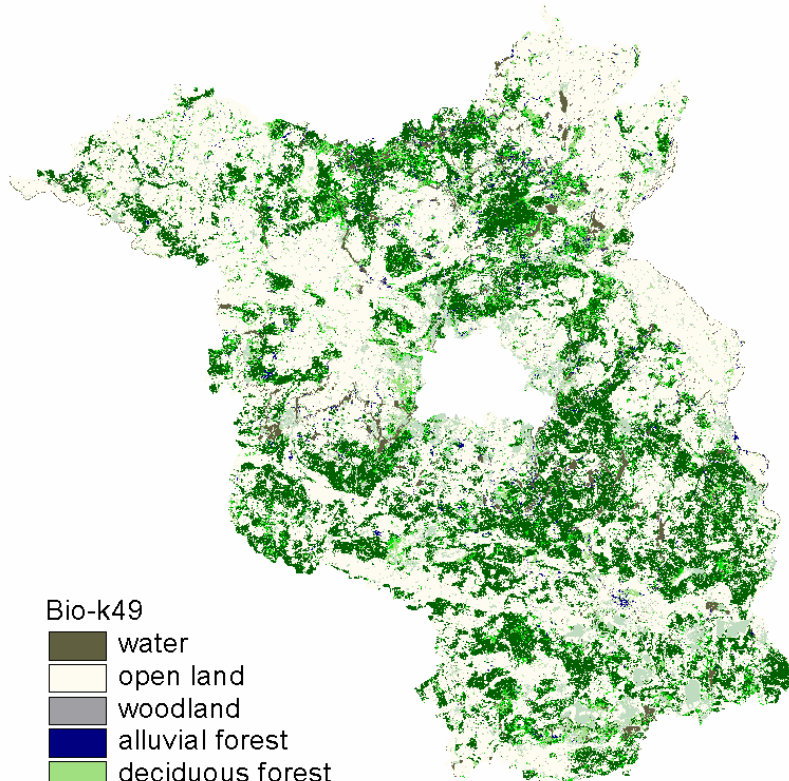 Bio-k49
water
open land
woodland
alluvial forest
deciduous forest